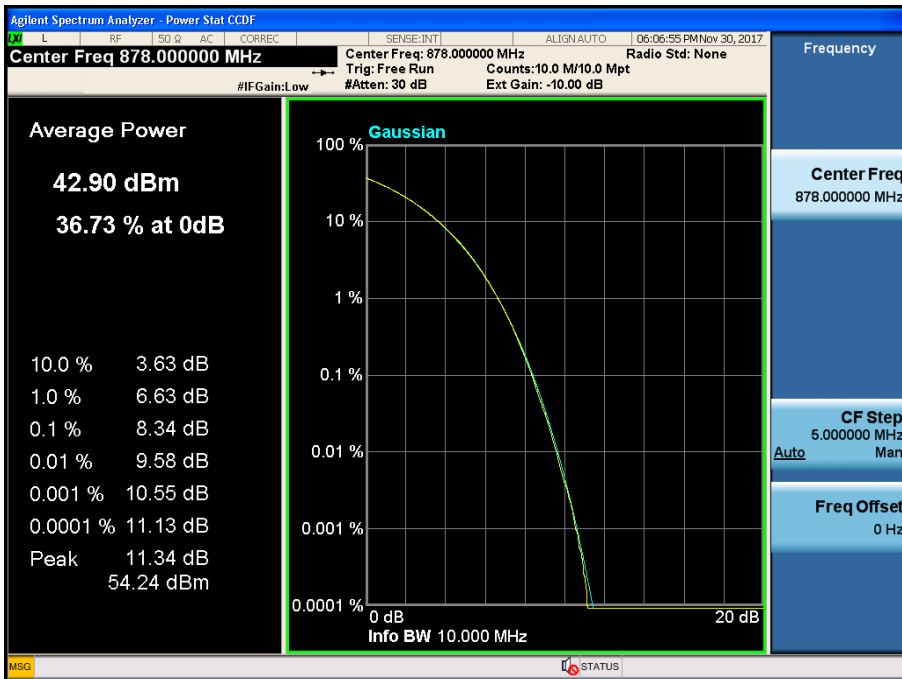 Agilent Spectrum Analyzer - Power Stat CCDF
LXI L RF 50 Ω AC CORREC SENSE:INT ALIGN AUTO 06:06:55 PM Nov 30, 2017
Center Freq 878.000000 MHz
Center Freq: 878.000000 MHz Radio Std: None
Trig: Free Run Counts:10.0 M/10.0 Mpt
#IFGain:Low #Atten: 30 dB Ext Gain: -10.00 dB
Average Power
42.90 dBm
36.73 % at 0dB
10.0 % 3.63 dB
1.0 % 6.63 dB
0.1 % 8.34 dB
0.01 % 9.58 dB
0.001 % 10.55 dB
0.0001 % 11.13 dB
Peak 11.34 dB
54.24 dBm
Gaussian
100 %
10 %
1 %
0.1 %
0.01 %
0.001 %
0.0001 %
0 dB 20 dB
Info BW 10.000 MHz
Frequency
Center Freq
878.000000 MHz
CF Step
5.000000 MHz
Auto Man
Freq Offset
0 Hz
MSG STATUS